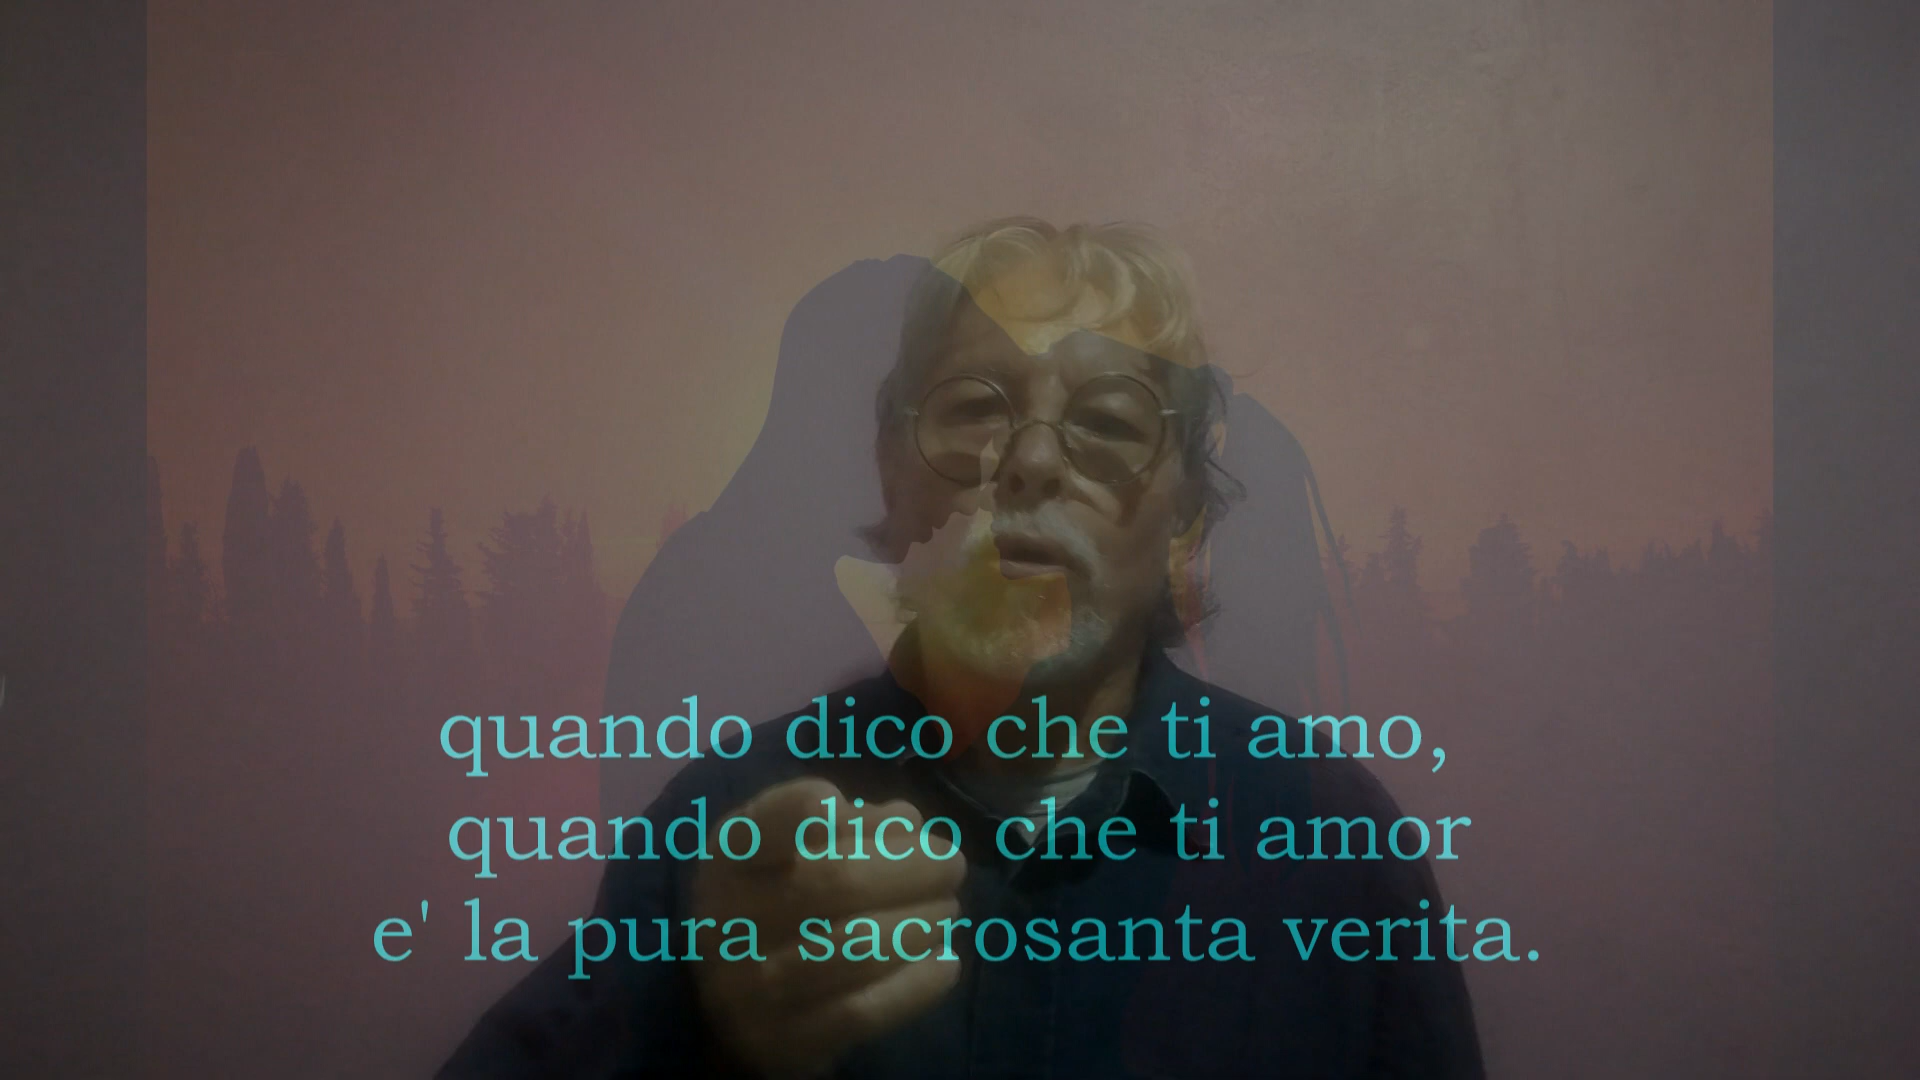 quando dico che ti amo,
quando dico che ti amor
e' la pura sacrosanta verita.